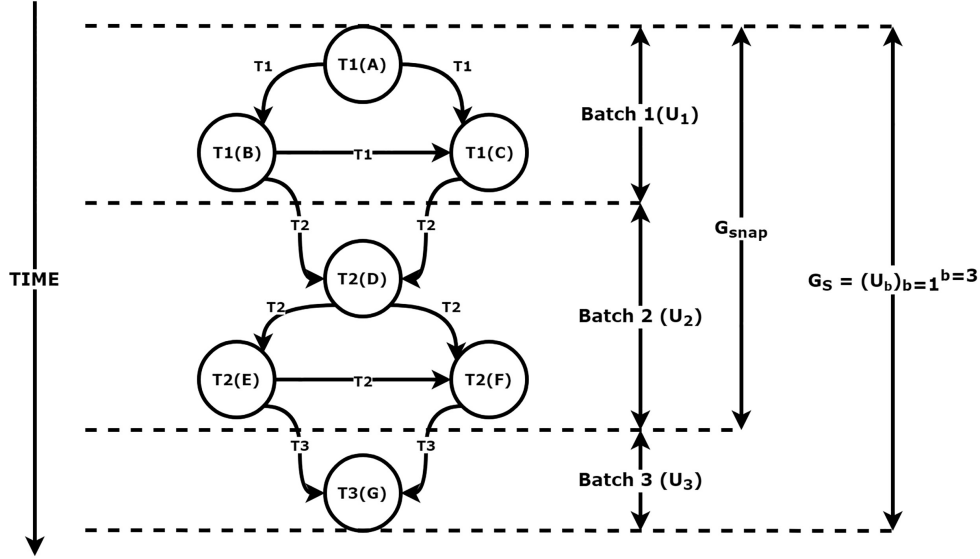 T1(A)
T1
T1
Batch 1(U1)
T1(B)
T1
T1(C)
T2
T2
Gsnap
TIME
T2(D)
GS = (Ub)b=1b=3
T2
T2
Batch 2 (U2)
T2(E)
T2
T2(F)
T3
T3
Batch 3 (U3)
T3(G)